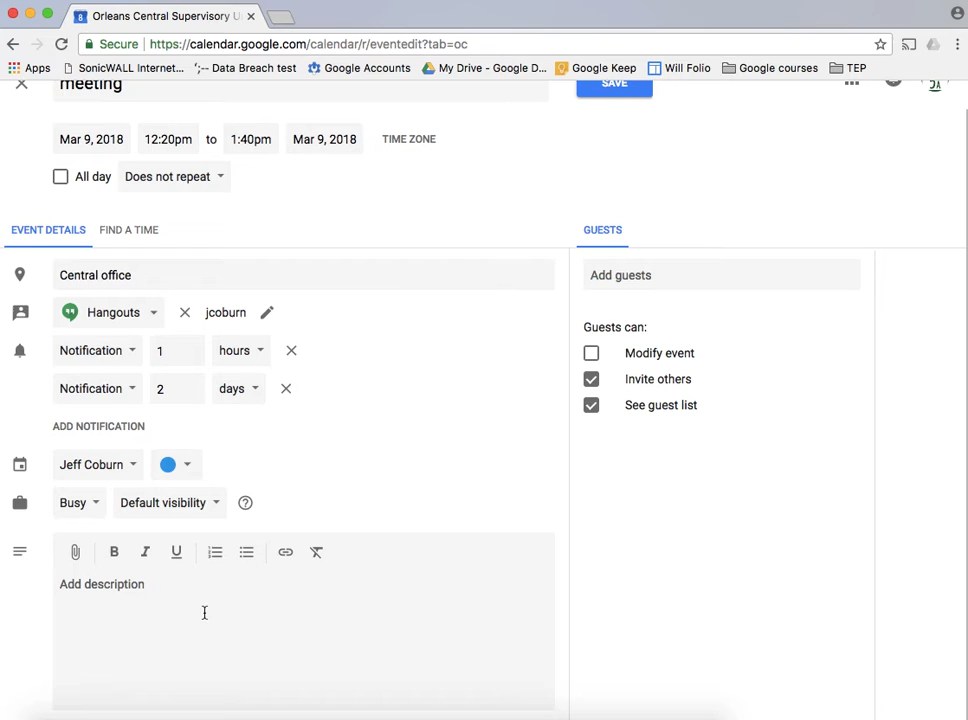 Orleans Central Supervisory U
Secure https://calendar.google.com/calendar/r/eventedit?tab=oc
Apps SonicWALL Internet... ';-- Data Breach test Google Accounts My Drive - Google D... Google Keep Will Folio Google courses TEP
meeting SAVE
Mar 9, 2018 12:20pm to 1:40pm Mar 9, 2018 TIME ZONE
All day Does not repeat
EVENT DETAILS FIND A TIME GUESTS
Central office Add guests
Hangouts jcoburn
Guests can:
Notification 1 hours Modify event
Invite others
Notification 2 days
See guest list
ADD NOTIFICATION
Jeff Coburn
Busy Default visibility
B I U
Add description